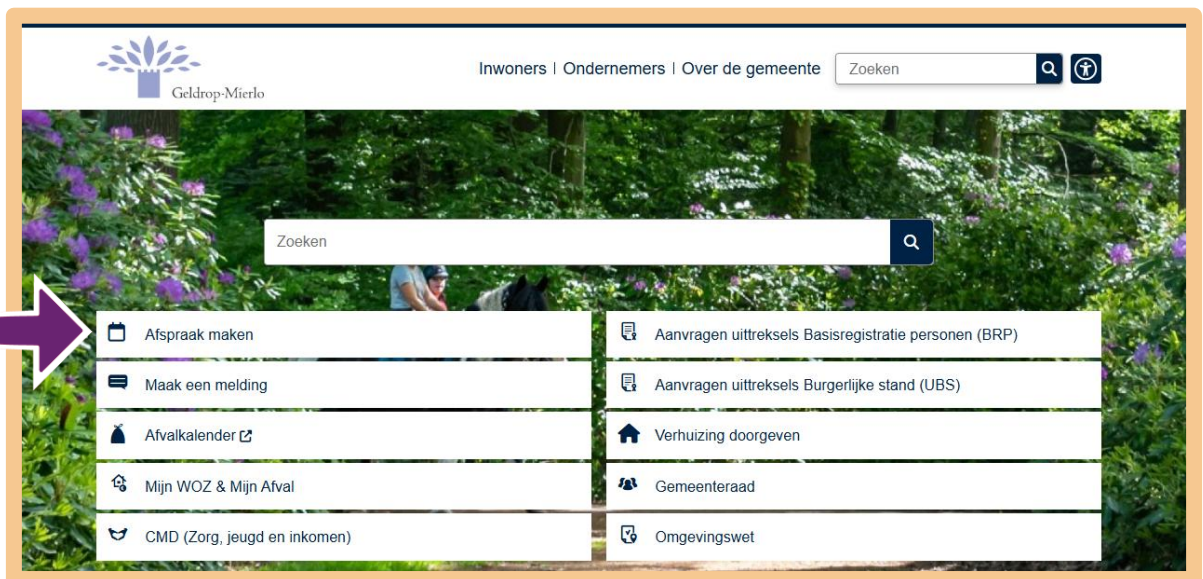 Geldrop-Mierlo
Inwoners | Ondernemers | Over de gemeente
Zoeken
Zoeken
Afspraak maken
Maak een melding
Afvalkalender
Mijn WOZ & Mijn Afval
CMD (Zorg, jeugd en inkomen)
Aanvragen uittreksels Basisregistratie personen (BRP)
Aanvragen uittreksels Burgerlijke stand (UBS)
Verhuizing doorgeven
Gemeenteraad
Omgevingswet